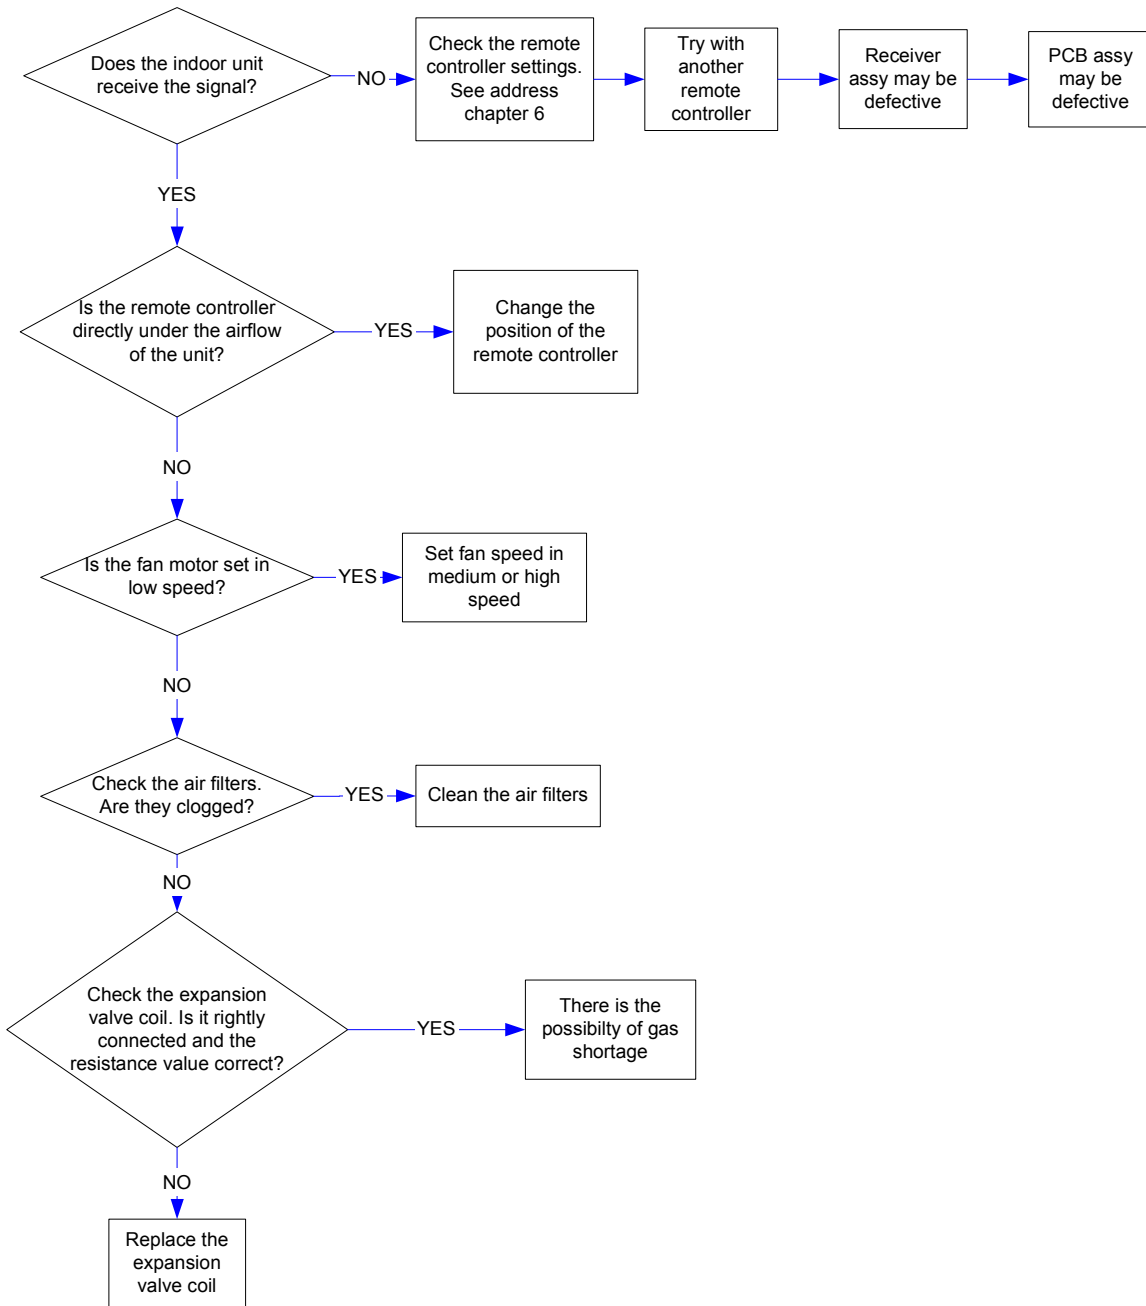 Does the indoor unit
receive the signal?
NO
Check the remote
controller settings.
See address
chapter 6
Try with
another
remote
controller
Receiver
assy may be
defective
PCB assy
may be
defective
YES
Is the remote controller
directly under the airflow
of the unit?
YES
Change the
position of the
remote controller
NO
Is the fan motor set in
low speed?
YES
Set fan speed in
medium or high
speed
NO
Check the air filters.
Are they clogged?
YES
Clean the air filters
NO
Check the expansion
valve coil. Is it rightly
connected and the
resistance value correct?
YES
There is the
possibilty of gas
shortage
NO
Replace the
expansion
valve coil